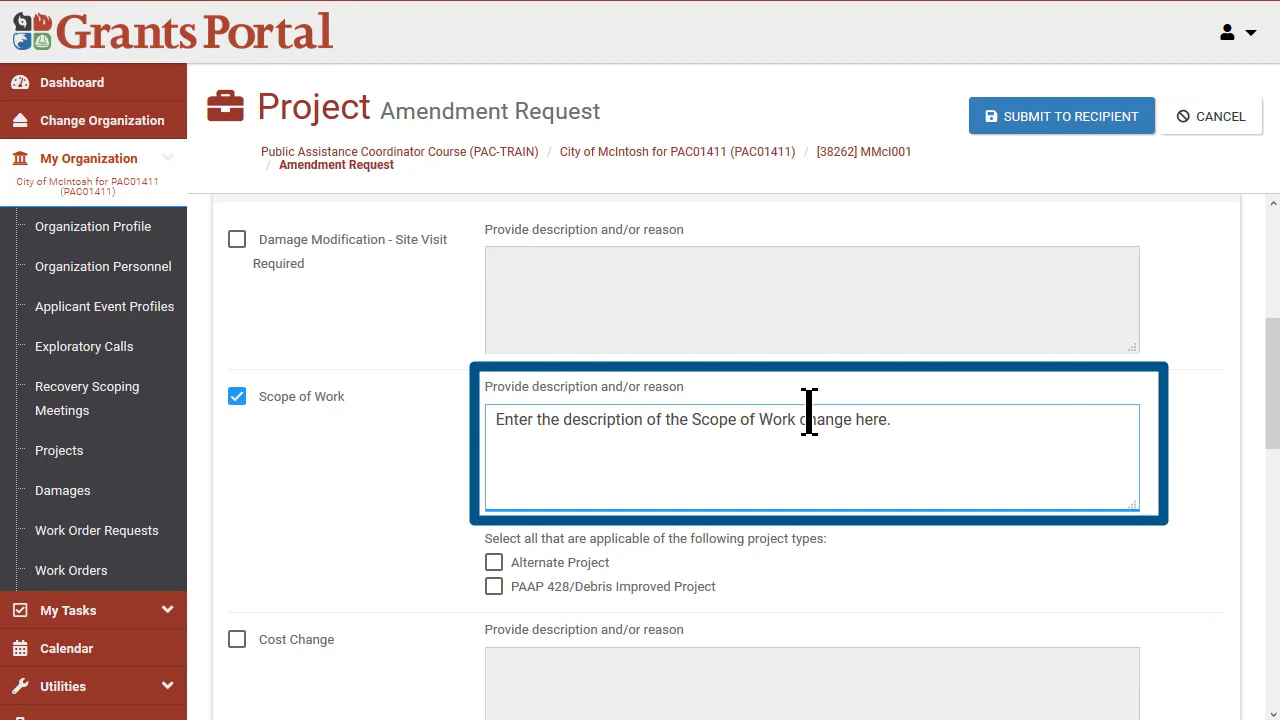 Grants Portal
Dashboard
Change Organization
My Organization
City of McIntosh for PAC01411
(PAC01411)
Organization Profile
Organization Personnel
Applicant Event Profiles
Exploratory Calls
Recovery Scoping
Meetings
Projects
Damages
Work Order Requests
Work Orders
My Tasks
Calendar
Utilities
Project Amendment Request
SUBMIT TO RECIPIENT
CANCEL
Public Assistance Coordinator Course (PAC-TRAIN) / City of McIntosh for PAC01411 (PAC01411) / [38262] MMcI001
/ Amendment Request
Damage Modification - Site Visit
Required
Provide description and/or reason
Scope of Work
Provide description and/or reason
Enter the description of the Scope of Work change here.
Select all that are applicable of the following project types:
Alternate Project
PAAP 428/Debris Improved Project
Cost Change
Provide description and/or reason